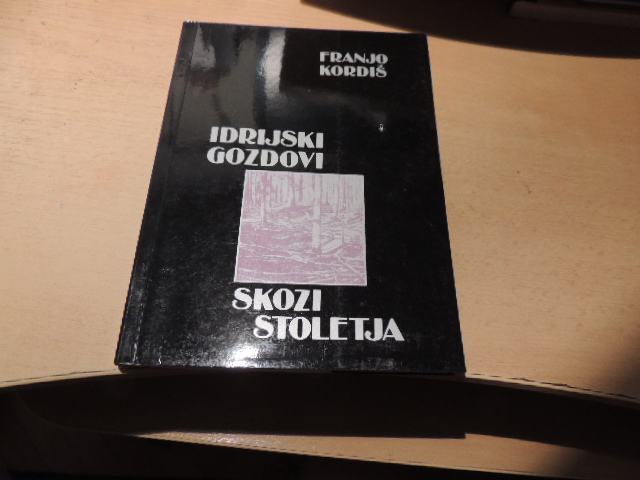 FRANJO
KORDIŠ
IDRIJSKI
GOZDOVI
SKOZI
STOLETJA